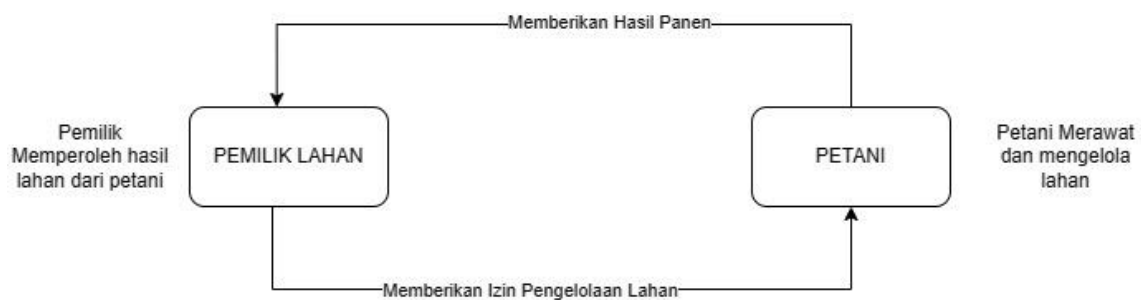 Memberikan Hasil Panen
Pemilik
Memperoleh hasil
lahan dari petani
PEMILIK LAHAN
PETANI
Petani Merawat
dan mengelola
lahan
Memberikan Izin Pengelolaan Lahan